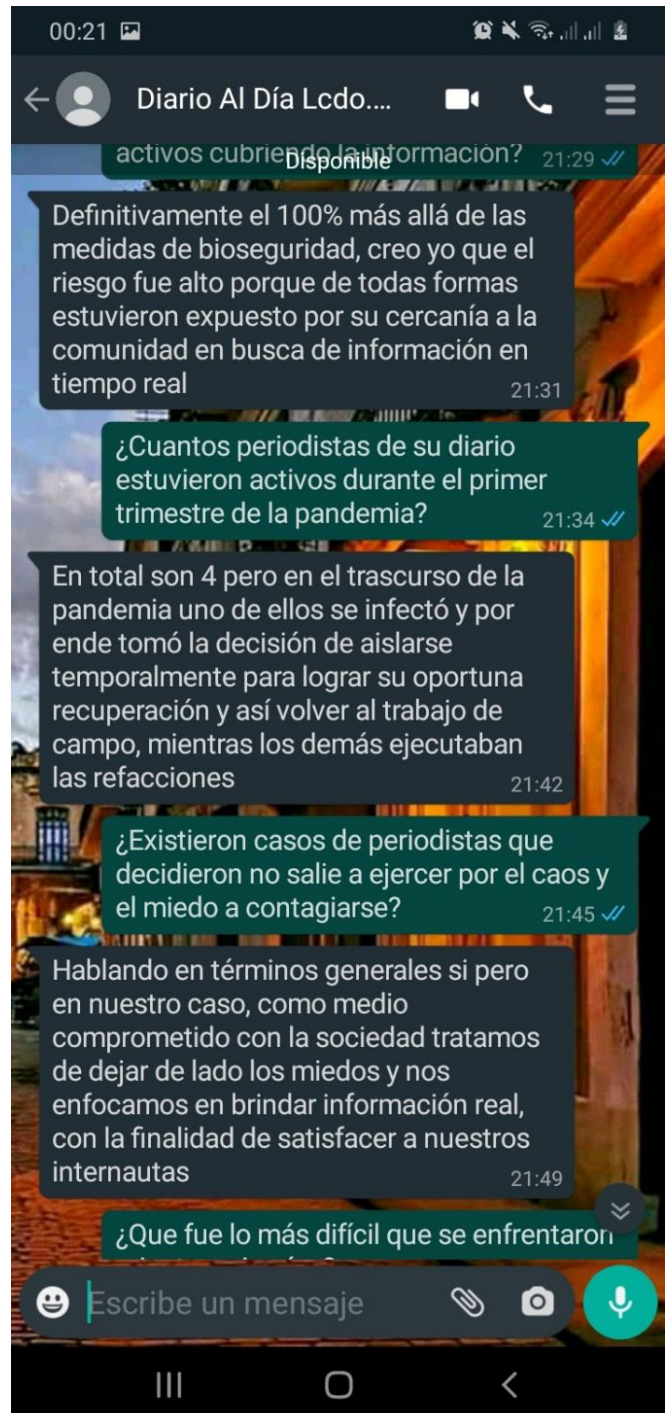 00:21
Diario Al Día Lcdo....
activos cubriendo la información? 21:29
Disponible
Definitivamente el 100% más allá de las
medidas de bioseguridad, creo yo que el
riesgo fue alto porque de todas formas
estuvieron expuesto por su cercanía a la
comunidad en busca de información en
tiempo real 21:31
¿Cuantos periodistas de su diario
estuvieron activos durante el primer
trimestre de la pandemia? 21:34
En total son 4 pero en el trascurso de la
pandemia uno de ellos se infectó y por
ende tomó la decisión de aislarse
temporalmente para lograr su oportuna
recuperación y así volver al trabajo de
campo, mientras los demás ejecutaban
las refacciones 21:42
¿Existieron casos de periodistas que
decidieron no salie a ejercer por el caos y
el miedo a contagiarse? 21:45
Hablando en términos generales si pero
en nuestro caso, como medio
comprometido con la sociedad tratamos
de dejar de lado los miedos y nos
enfocamos en brindar información real,
con la finalidad de satisfacer a nuestros
internautas 21:49
¿Que fue lo más difícil que se enfrentaron
Escribe un mensaje